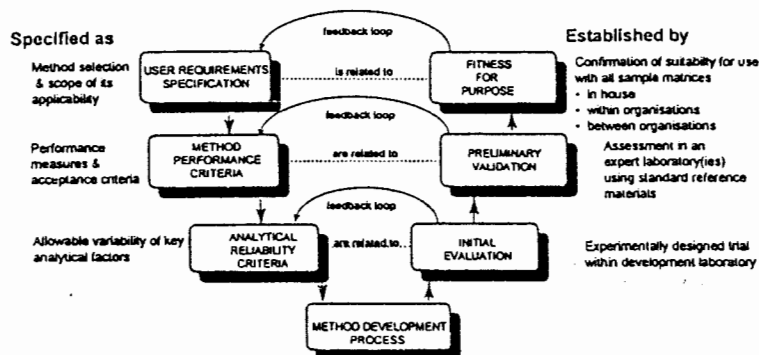 feedback loop
Specified as
Established by
Method selection
& scope of its
applicability
USER REQUIREMENTS
SPECIFICATION
is related to
FITNESS
FOR
PURPOSE
Confirmation of suitability for use
with all sample matrices
• in house
• within organisations
• between organisations
feedback loop
Performance
measures &
acceptance criteria
METHOD
PERFORMANCE
CRITERIA
are related to
PRELIMINARY
VALIDATION
Assessment in an
expert laboratory(ies)
using standard reference
materials
feedback loop
Allowable variability of key
analytical factors
ANALYTICAL
RELIABILITY
CRITERIA
are related to
INITIAL
EVALUATION
Experimentally designed trial
within development laboratory
METHOD DEVELOPMENT
PROCESS